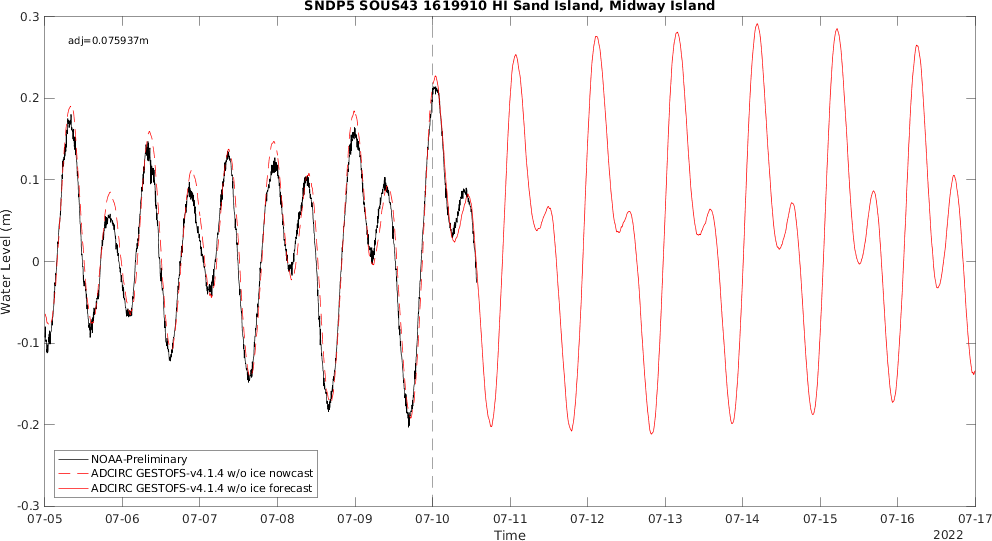 SNDP5 SOUS43 1619910 HI Sand Island, Midway Island
adj=0.075937m
0.3
0.2
0.1
0
-0.1
-0.2
-0.3
Water Level (m)
NOAA-Preliminary
ADCIRC GESTOFS-v4.1.4 w/o ice nowcast
ADCIRC GESTOFS-v4.1.4 w/o ice forecast
07-05 07-06 07-07 07-08 07-09 07-10 07-11 07-12 07-13 07-14 07-15 07-16 07-17
Time
2022